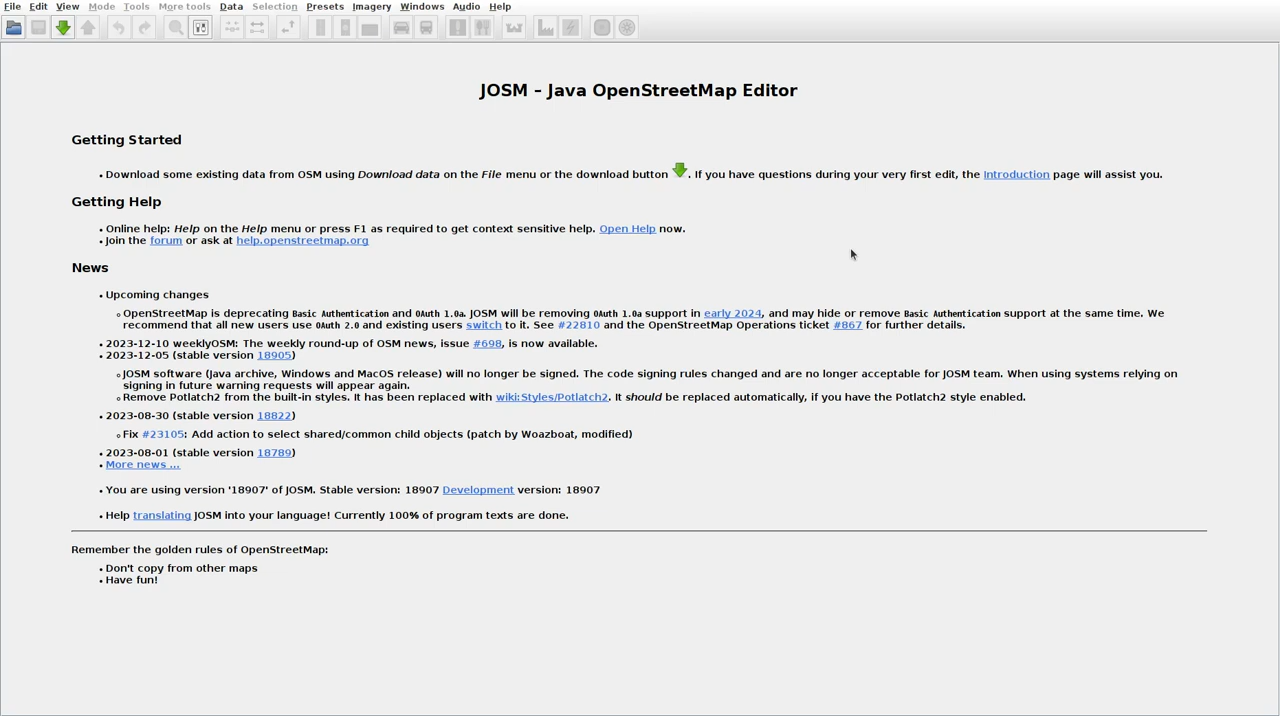 File Edit View Mode Tools More tools Data Selection Presets Imagery Windows Audio Help
JOSM – Java OpenStreetMap Editor
Getting Started
Download some existing data from OSM using Download data on the File menu or the download button . If you have questions during your very first edit, the Introduction page will assist you.
Getting Help
Online help: Help on the Help menu or press F1 as required to get context sensitive help. Open Help now.
Join the forum or ask at help.openstreetmap.org
News
Upcoming changes
OpenStreetMap is deprecating Basic Authentication and OAuth 1.0a. JOSM will be removing OAuth 1.0a support in early 2024, and may hide or remove Basic Authentication support at the same time. We
recommend that all new users use OAuth 2.0 and existing users switch to it. See #22810 and the OpenStreetMap Operations ticket #867 for further details.
2023-12-10 weeklyOSM: The weekly round-up of OSM news, issue #698, is now available.
2023-12-05 (stable version 18905)
JOSM software (Java archive, Windows and MacOS release) will no longer be signed. The code signing rules changed and are no longer acceptable for JOSM team. When using systems relying on
signing in future warning requests will appear again.
Remove Potlatch2 from the built-in styles. It has been replaced with wiki:Styles/Potlatch2. It should be replaced automatically, if you have the Potlatch2 style enabled.
2023-08-30 (stable version 18822)
Fix #23105: Add action to select shared/common child objects (patch by Woazboat, modified)
2023-08-01 (stable version 18789)
More news ...
You are using version '18907' of JOSM. Stable version: 18907 Development version: 18907
Help translating JOSM into your language! Currently 100% of program texts are done.
Remember the golden rules of OpenStreetMap:
Don't copy from other maps
Have fun!